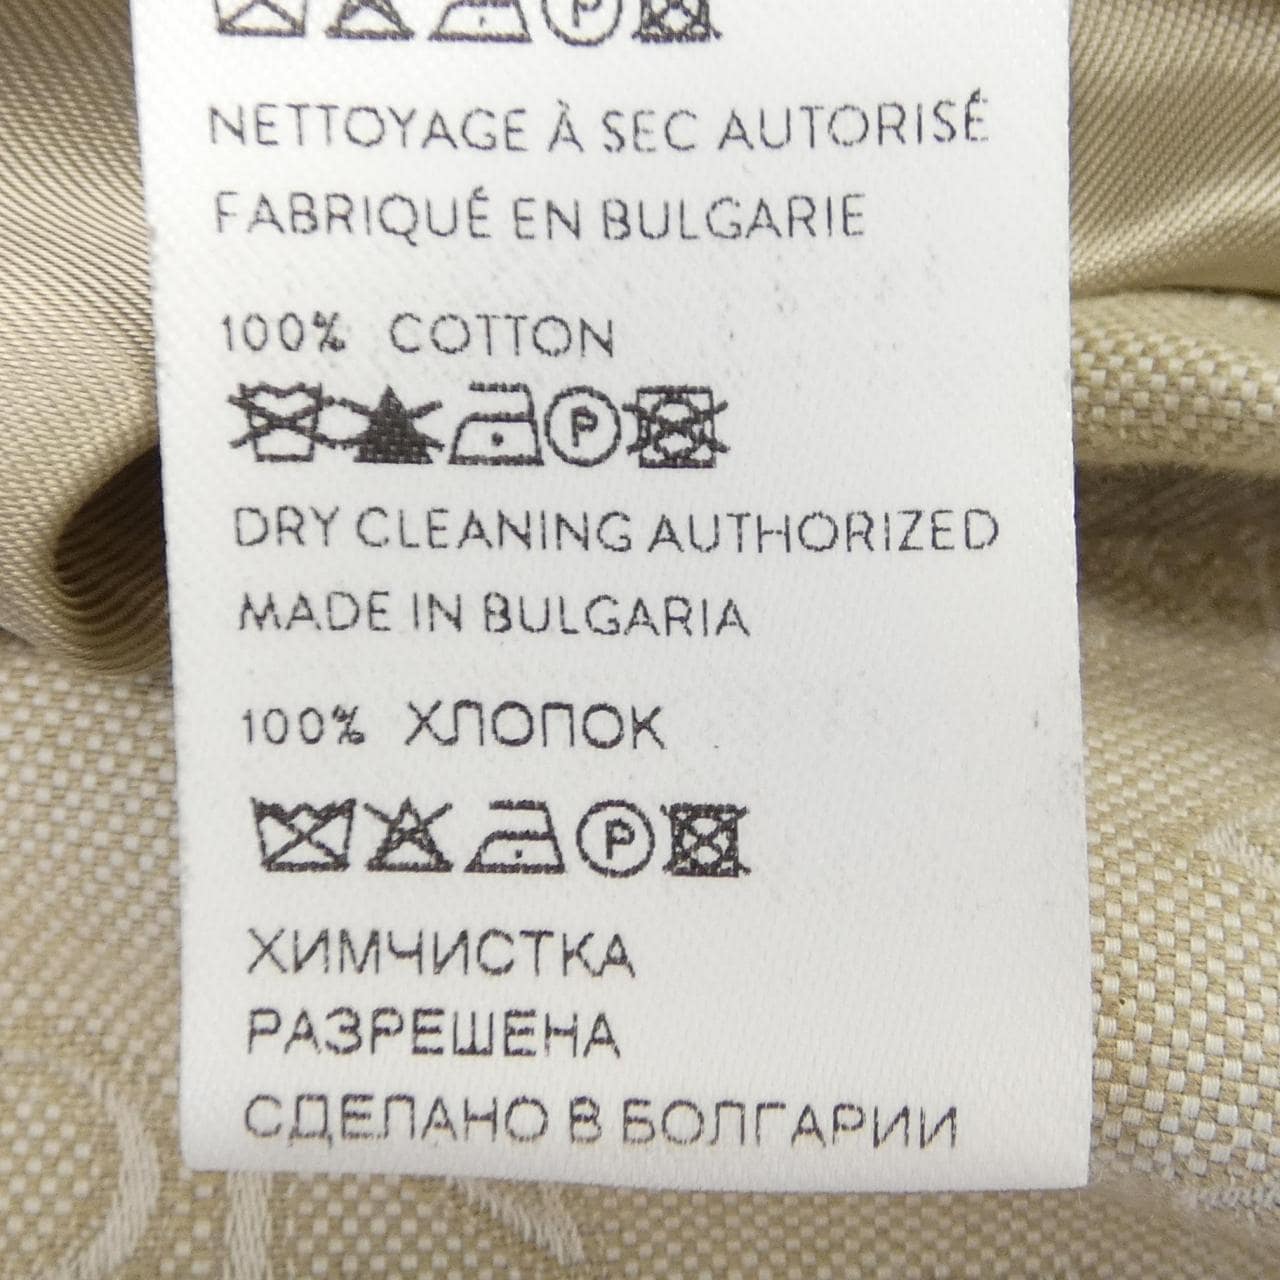 NETTOYAGE À SEC AUTORISÉ
FABRIQUÉ EN BULGARIE
100% COTTON
P
DRY CLEANING AUTHORIZED
MADE IN BULGARIA
100% ХЛОПОК
P
ХИМЧИСТКА
РАЗРЕШЕНА
СДЕЛАНО В БОЛГАРИИ